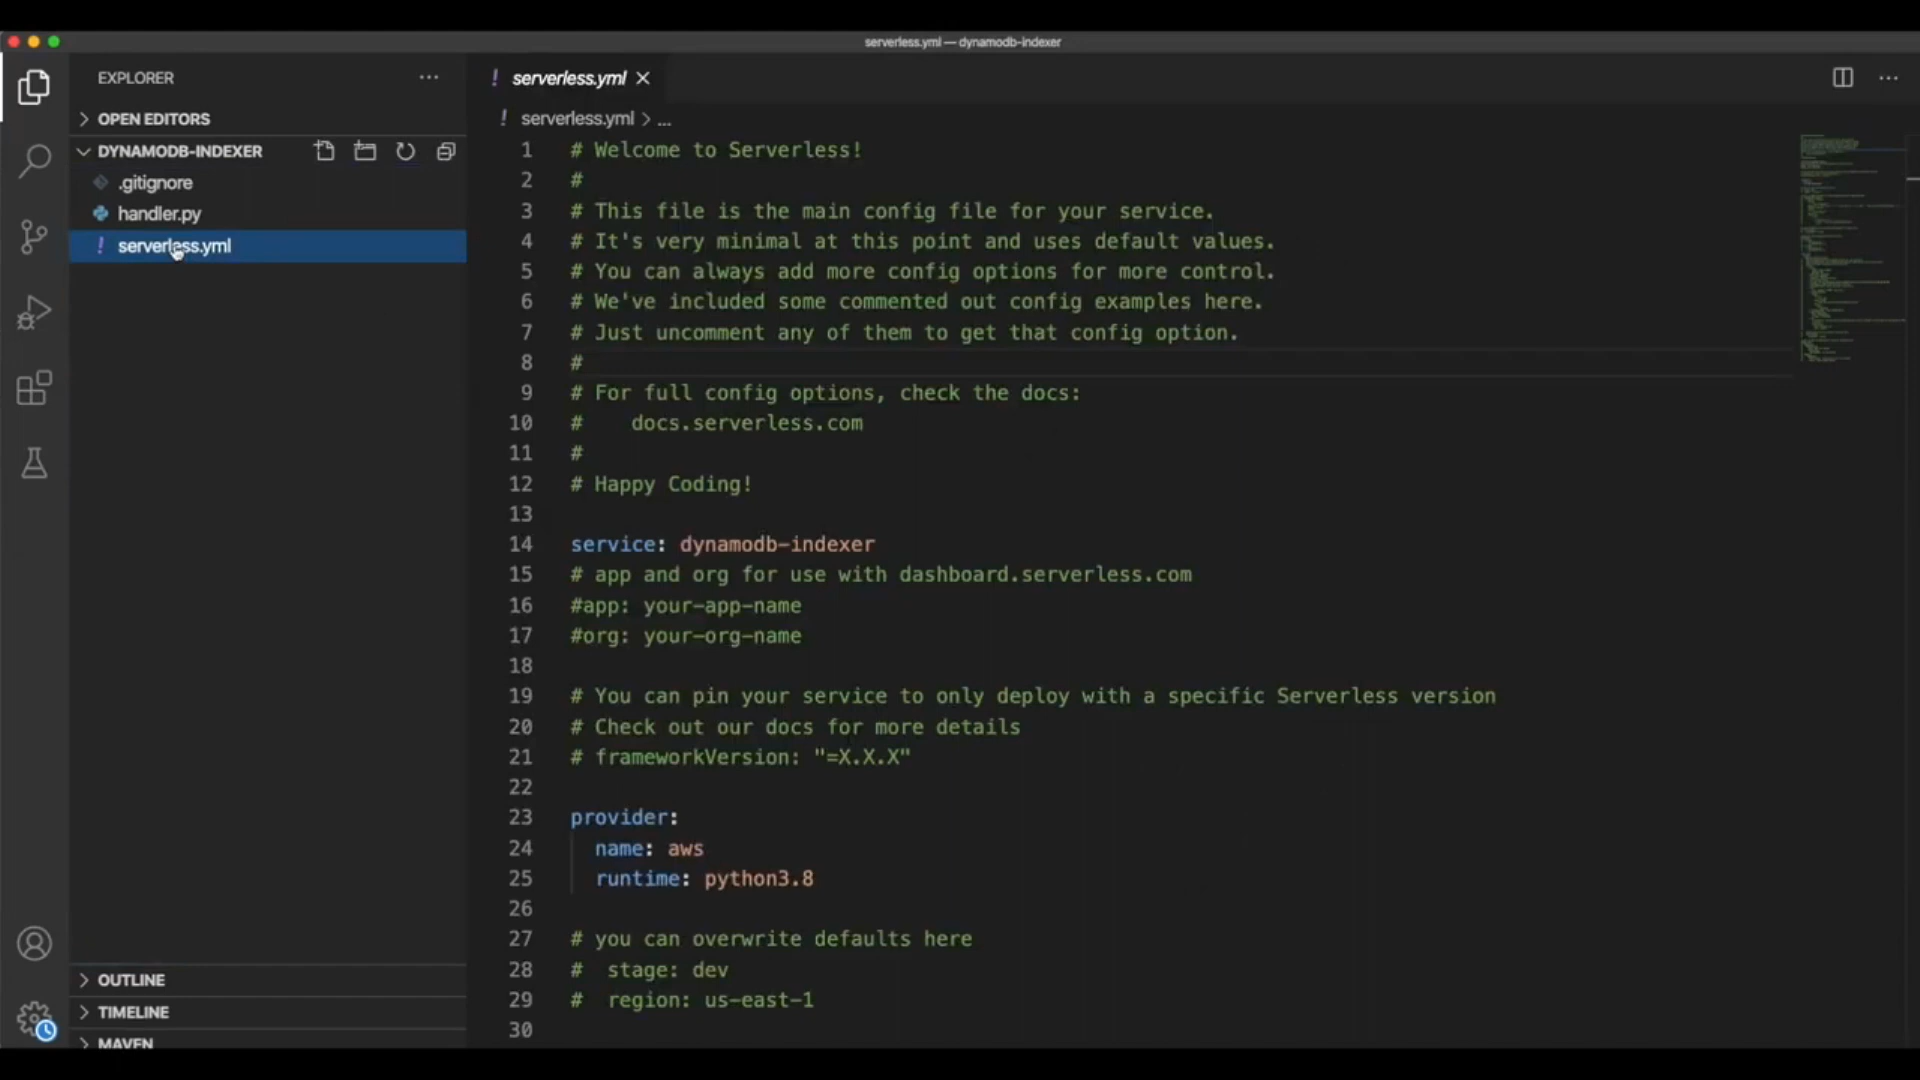 serverless.yml — dynamodb-indexer
EXPLORER
OPEN EDITORS
DYNAMODB-INDEXER
.gitignore
handler.py
! serverless.yml
OUTLINE
TIMELINE
MAVEN
! serverless.yml
! serverless.yml > ...
1 # Welcome to Serverless!
2 #
3 # This file is the main config file for your service.
4 # It's very minimal at this point and uses default values.
5 # You can always add more config options for more control.
6 # We've included some commented out config examples here.
7 # Just uncomment any of them to get that config option.
8 #
9 # For full config options, check the docs:
10 #    docs.serverless.com
11 #
12 # Happy Coding!
13
14 service: dynamodb-indexer
15 # app and org for use with dashboard.serverless.com
16 #app: your-app-name
17 #org: your-org-name
18
19 # You can pin your service to only deploy with a specific Serverless version
20 # Check out our docs for more details
21 # frameworkVersion: "=X.X.X"
22
23 provider:
24   name: aws
25   runtime: python3.8
26
27 # you can overwrite defaults here
28 #  stage: dev
29 #  region: us-east-1
30